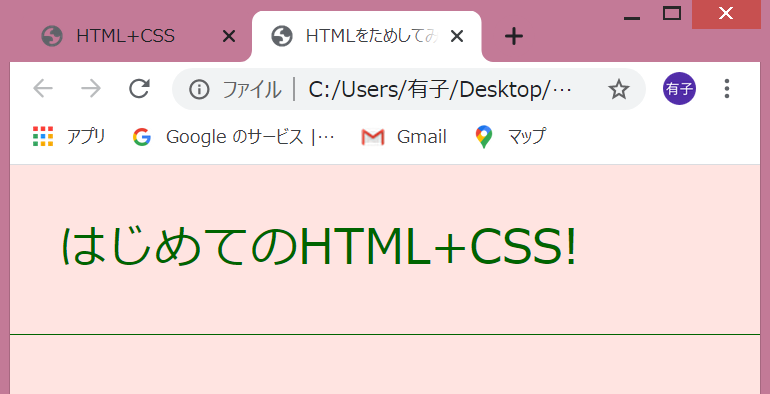 HTML+CSS
HTMLをためしてみ
ファイル C:/Users/有子/Desktop/… 有子
アプリ Google のサービス |… Gmail マップ
はじめてのHTML+CSS!